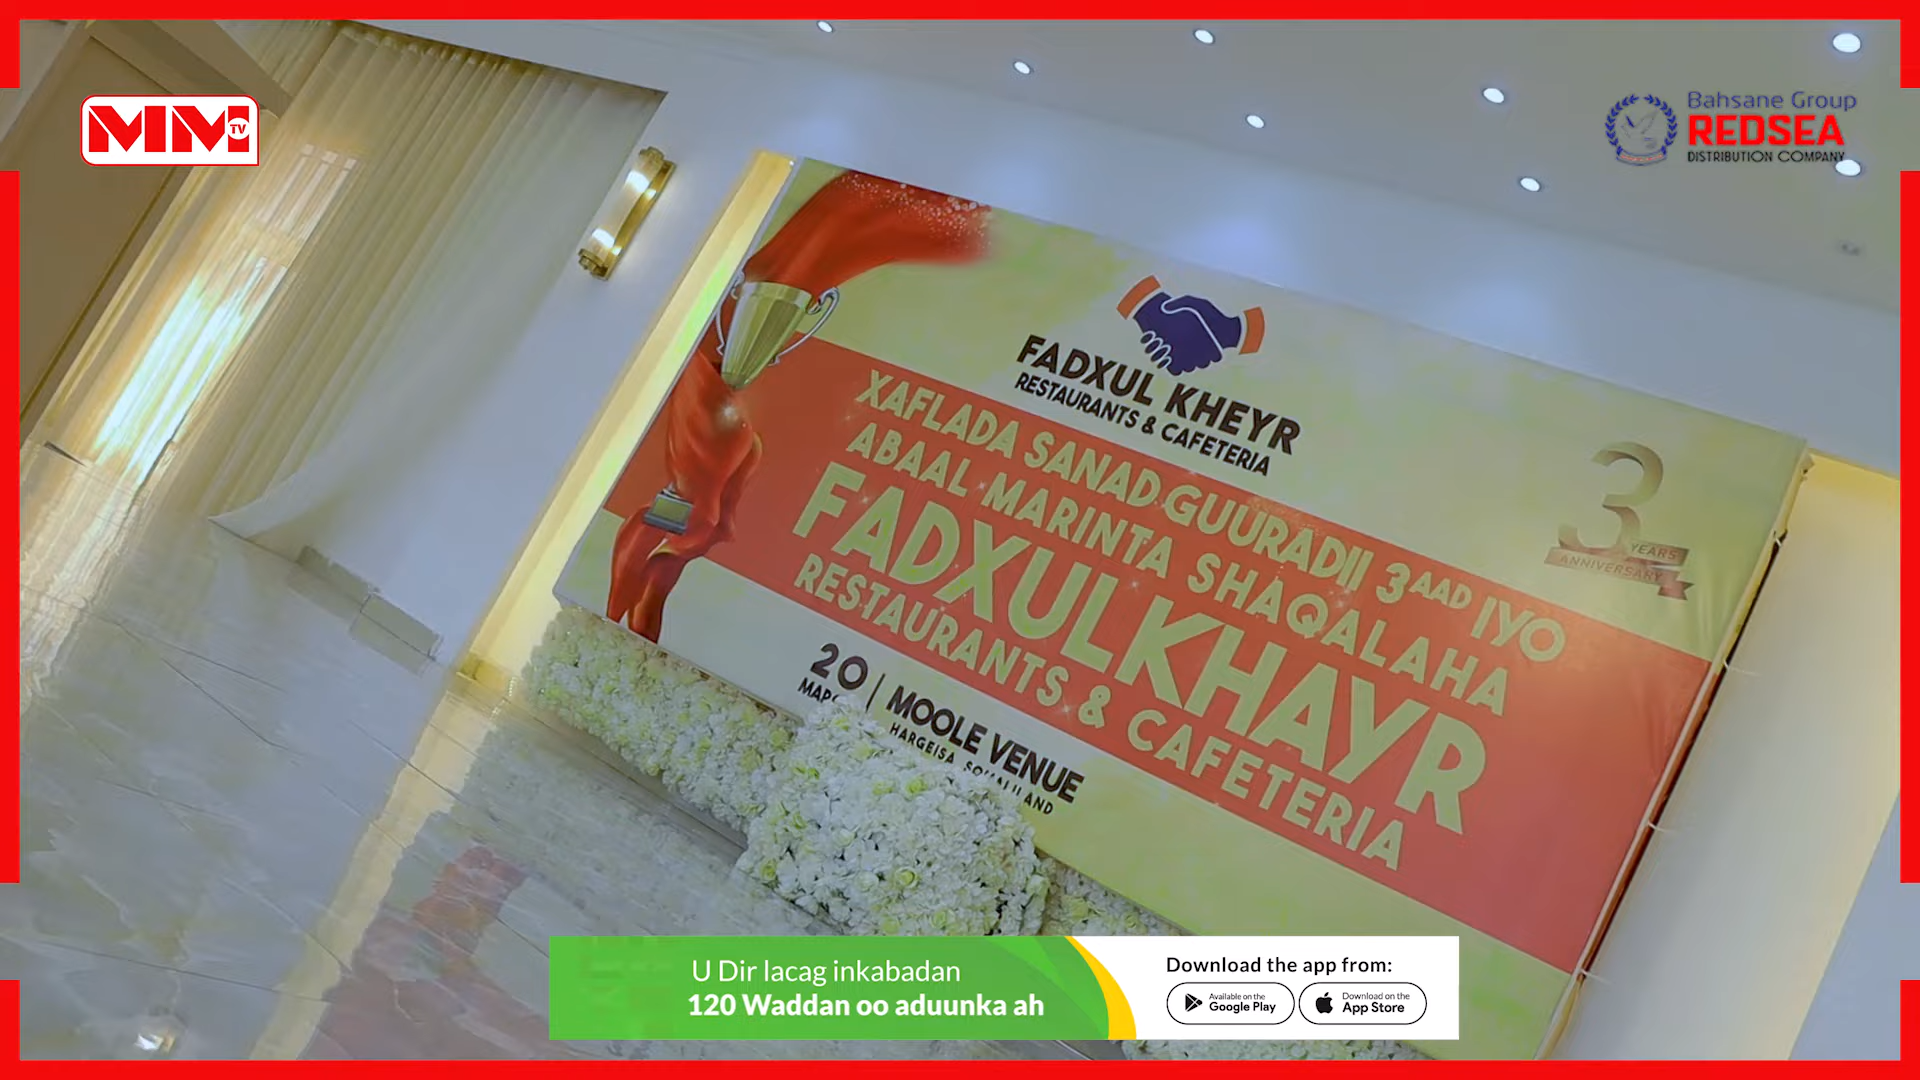 MM TV
Bahsane Group
REDSEA
DISTRIBUTION COMPANY
FADXUL KHEYR
RESTAURANTS & CAFETERIA
XAFLADA SANAD GUURADII 3AAD IYO
ABAAL MARINTA SHAQALAHA
FADXULKHAYR
RESTAURANTS & CAFETERIA
3
YEARS
ANNIVERSARY
20
MOOLE VENUE
HARGEISA,
U Dir lacag inkabadan
120 Waddan oo aduunka ah
Download the app from:
Available on the
Google Play
Download on the
App Store